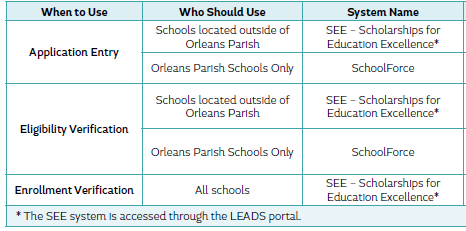 When to Use Who Should Use System Name
Application Entry
Schools located outside of
Orleans Parish
SEE – Scholarships for
Education Excellence*
Orleans Parish Schools Only SchoolForce
Eligibility Verification
Schools located outside of
Orleans Parish
SEE – Scholarships for
Education Excellence*
Orleans Parish Schools Only SchoolForce
Enrollment Verification
All schools
SEE – Scholarships for
Education Excellence*
* The SEE system is accessed through the LEADS portal.